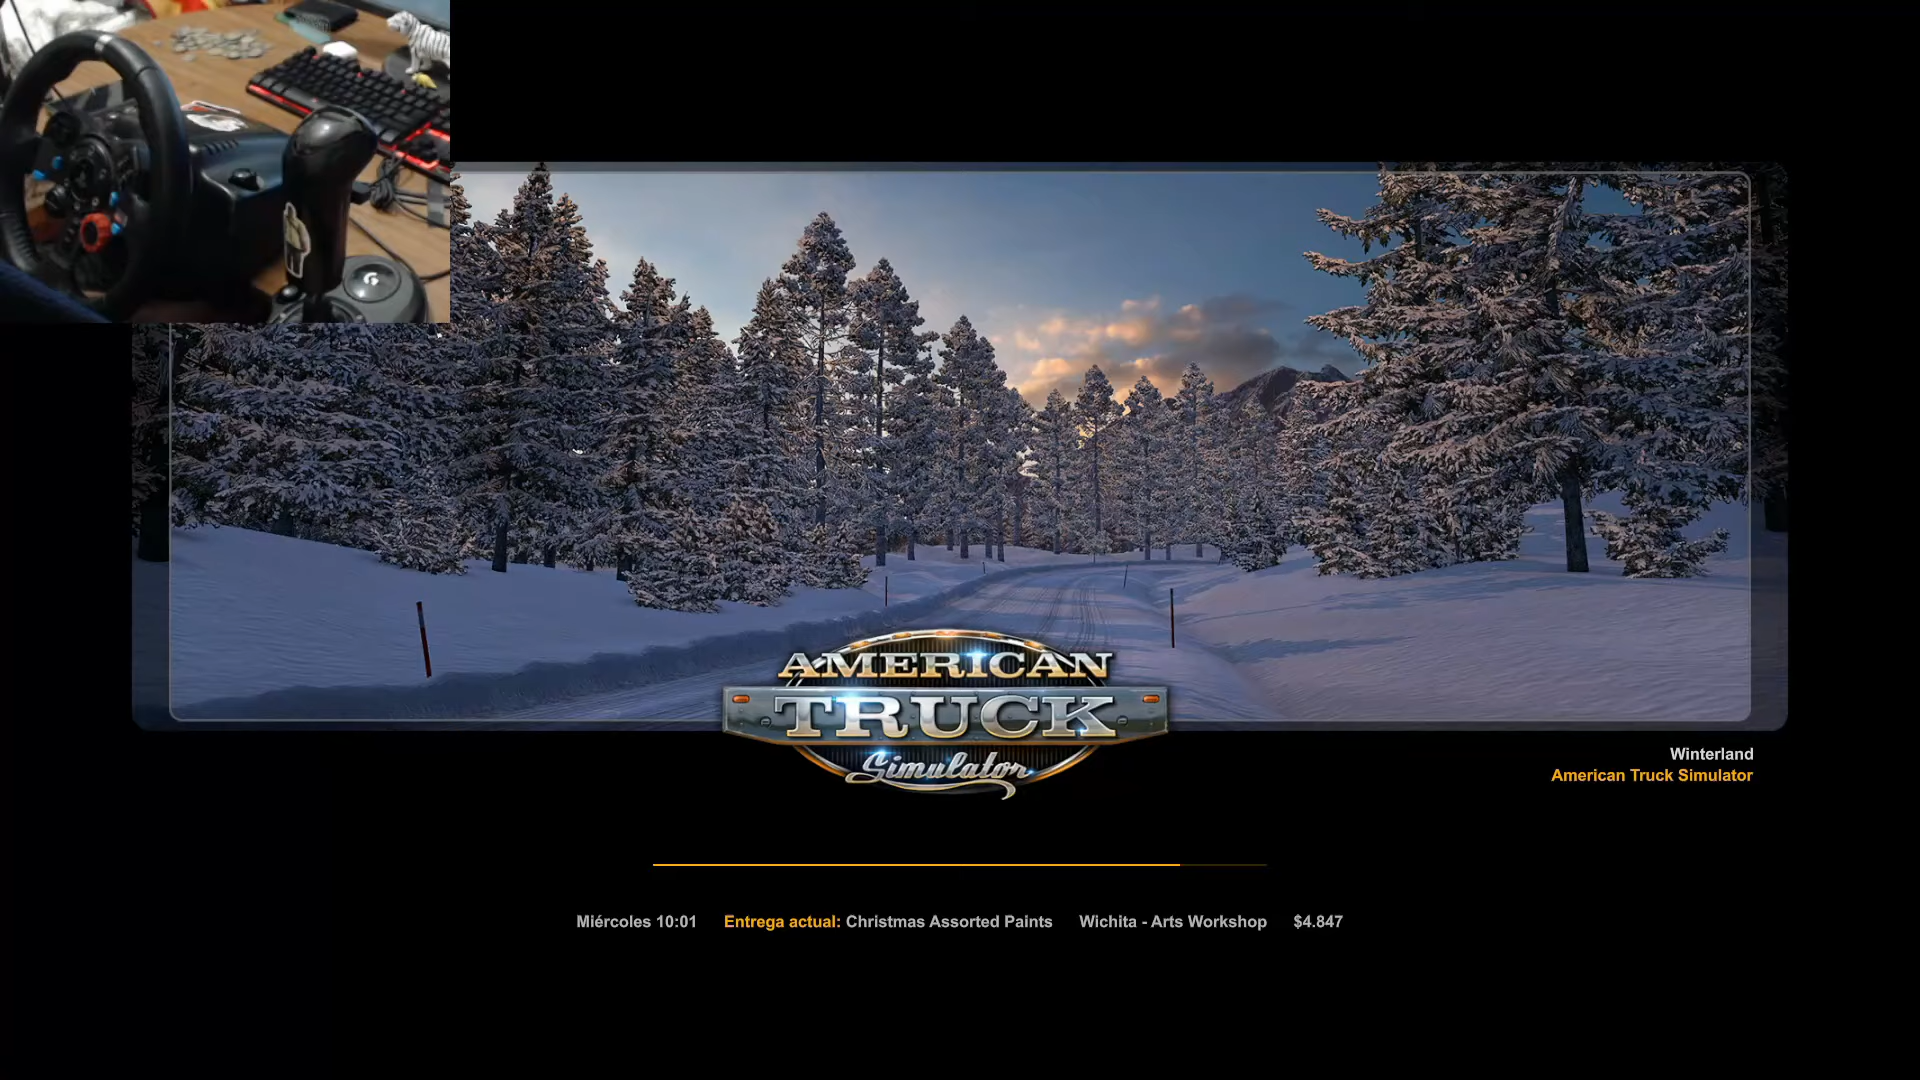 AMERICAN
TRUCK
Simulator
Winterland
American Truck Simulator
Miércoles 10:01 Entrega actual: Christmas Assorted Paints Wichita - Arts Workshop $4.847